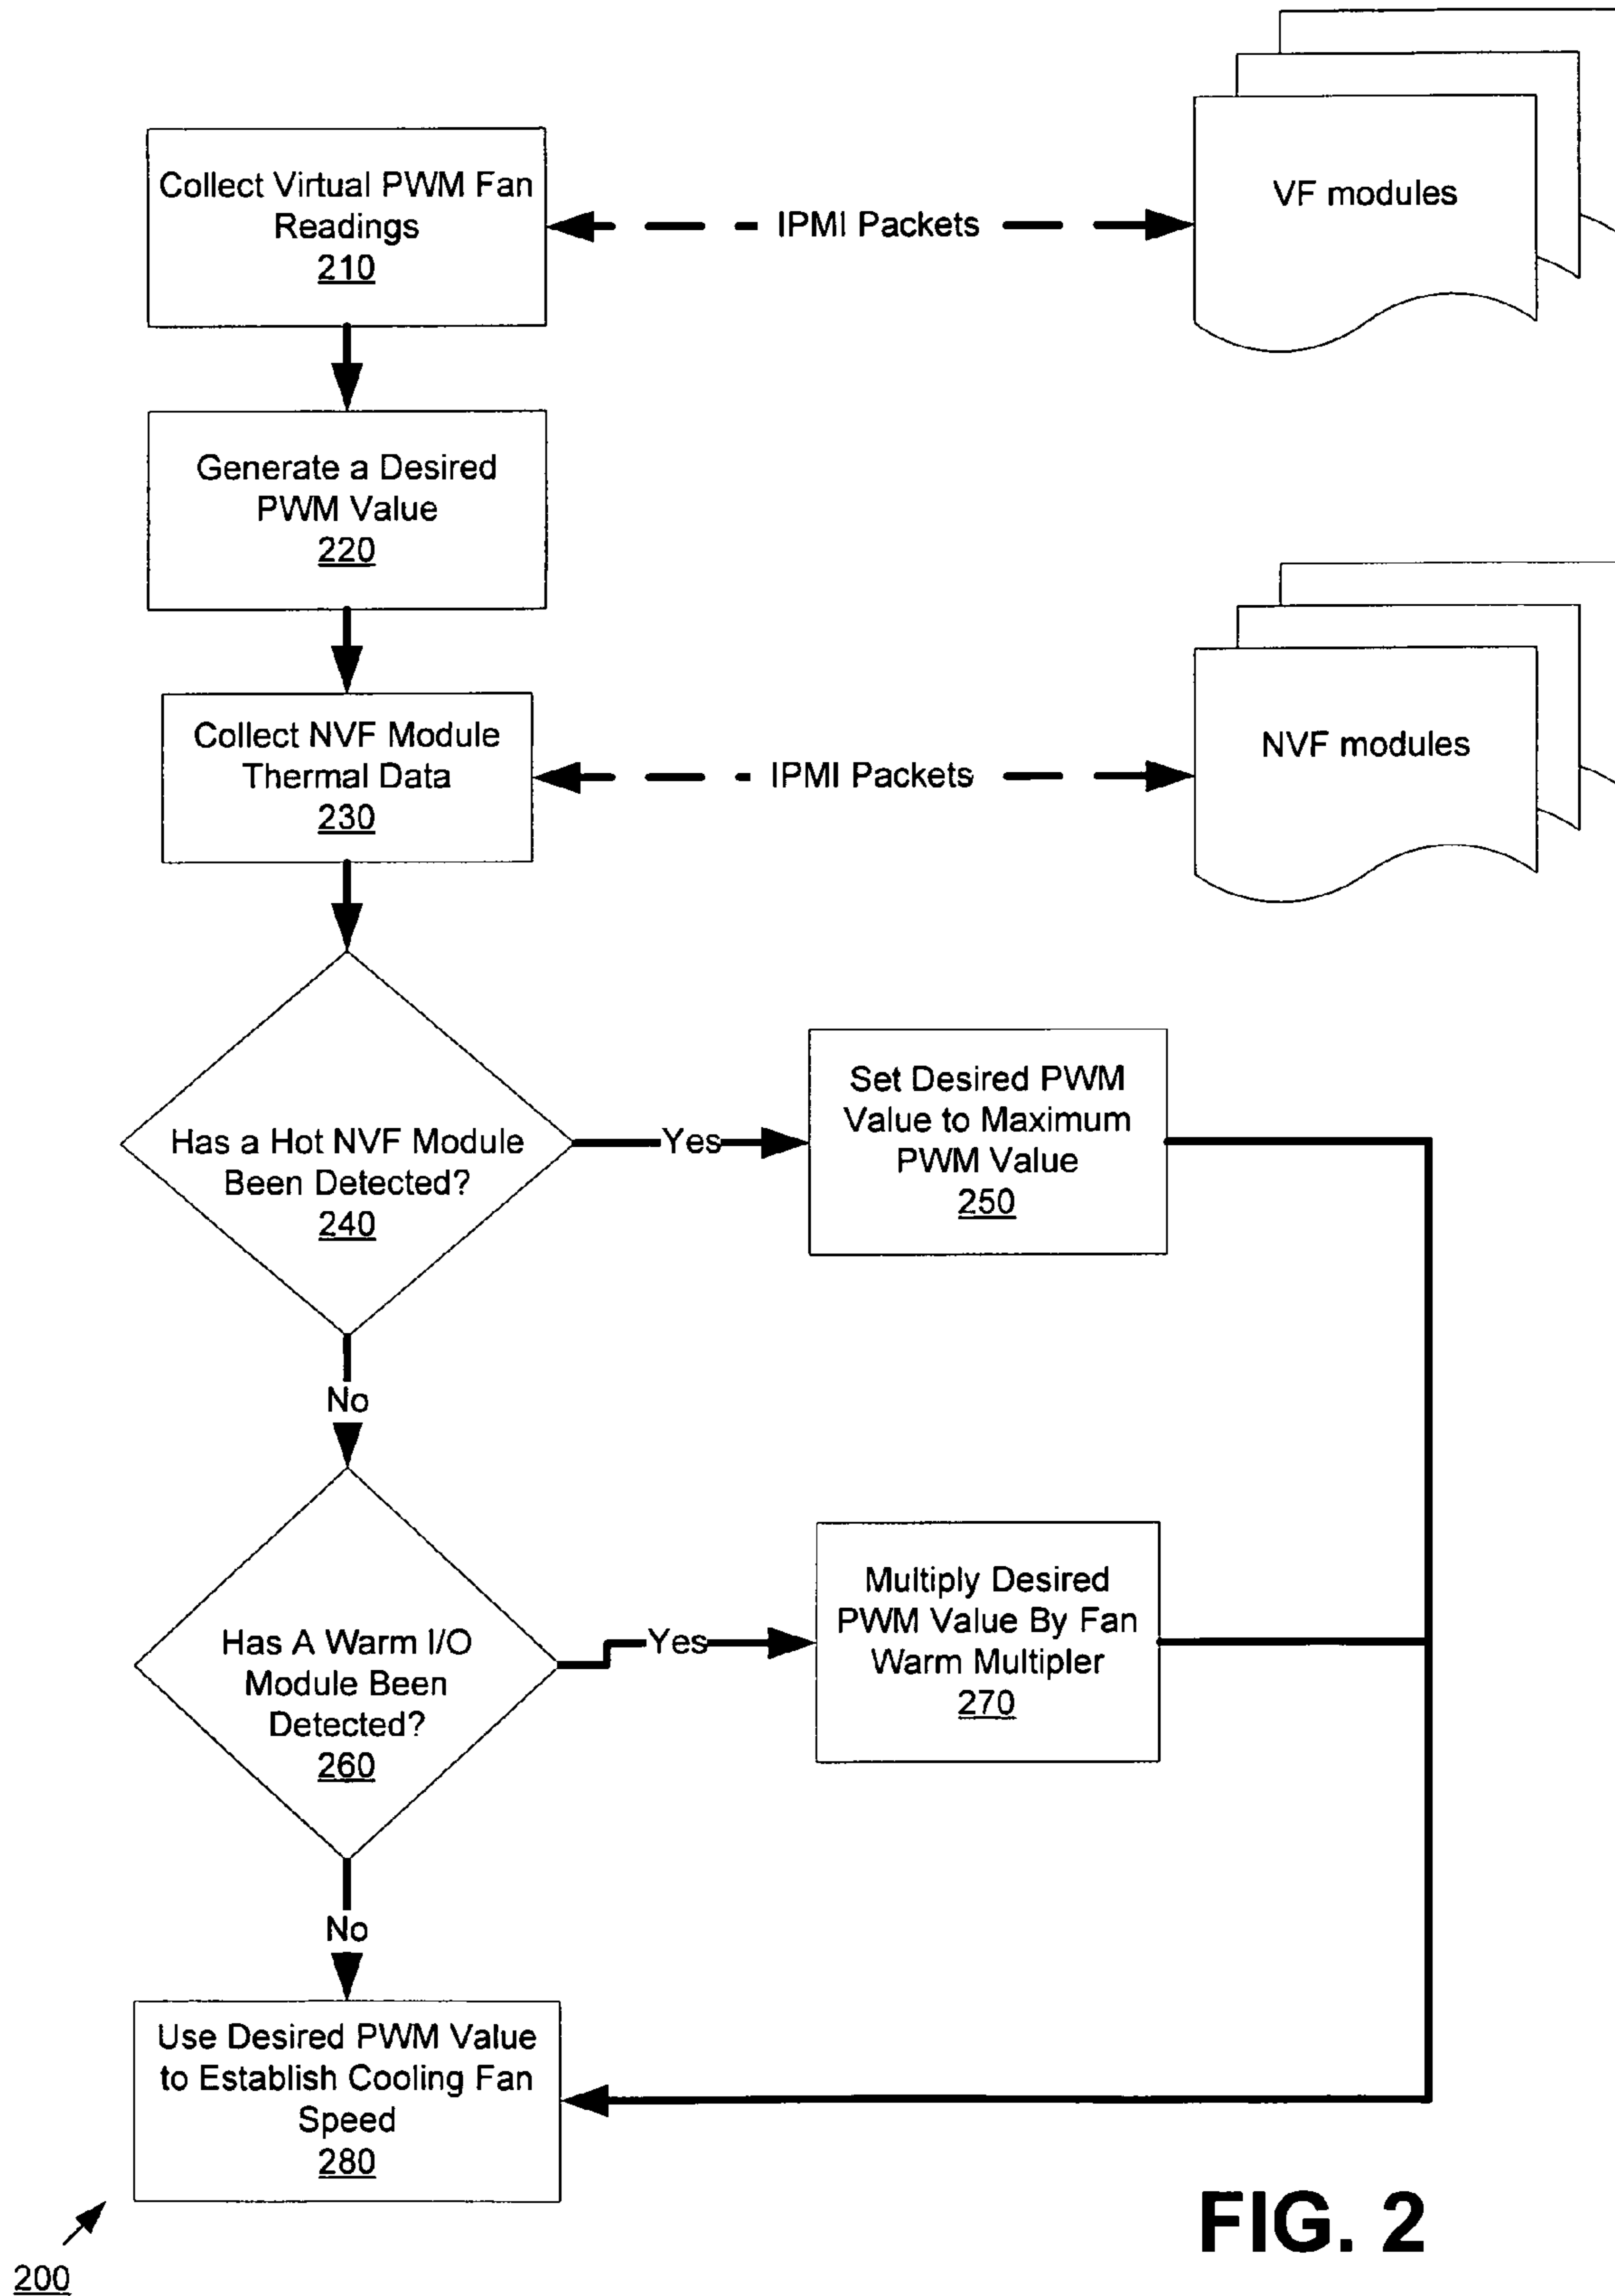 Collect Virtual PWM Fan
Readings
210
IPMI Packets
VF modules
Generate a Desired
PWM Value
220
Collect NVF Module
Thermal Data
230
IPMI Packets
NVF modules
Has a Hot NVF Module
Been Detected?
240
Yes
Set Desired PWM
Value to Maximum
PWM Value
250
No
Has A Warm I/O
Module Been
Detected?
260
Yes
Multiply Desired
PWM Value By Fan
Warm Multipler
270
No
Use Desired PWM Value
to Establish Cooling Fan
Speed
280
200
FIG. 2